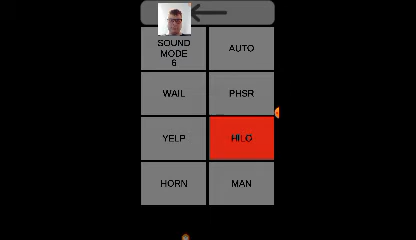 SOUND
MODE
6
AUTO
WAIL
PHSR
YELP
HILO
HORN
MAN